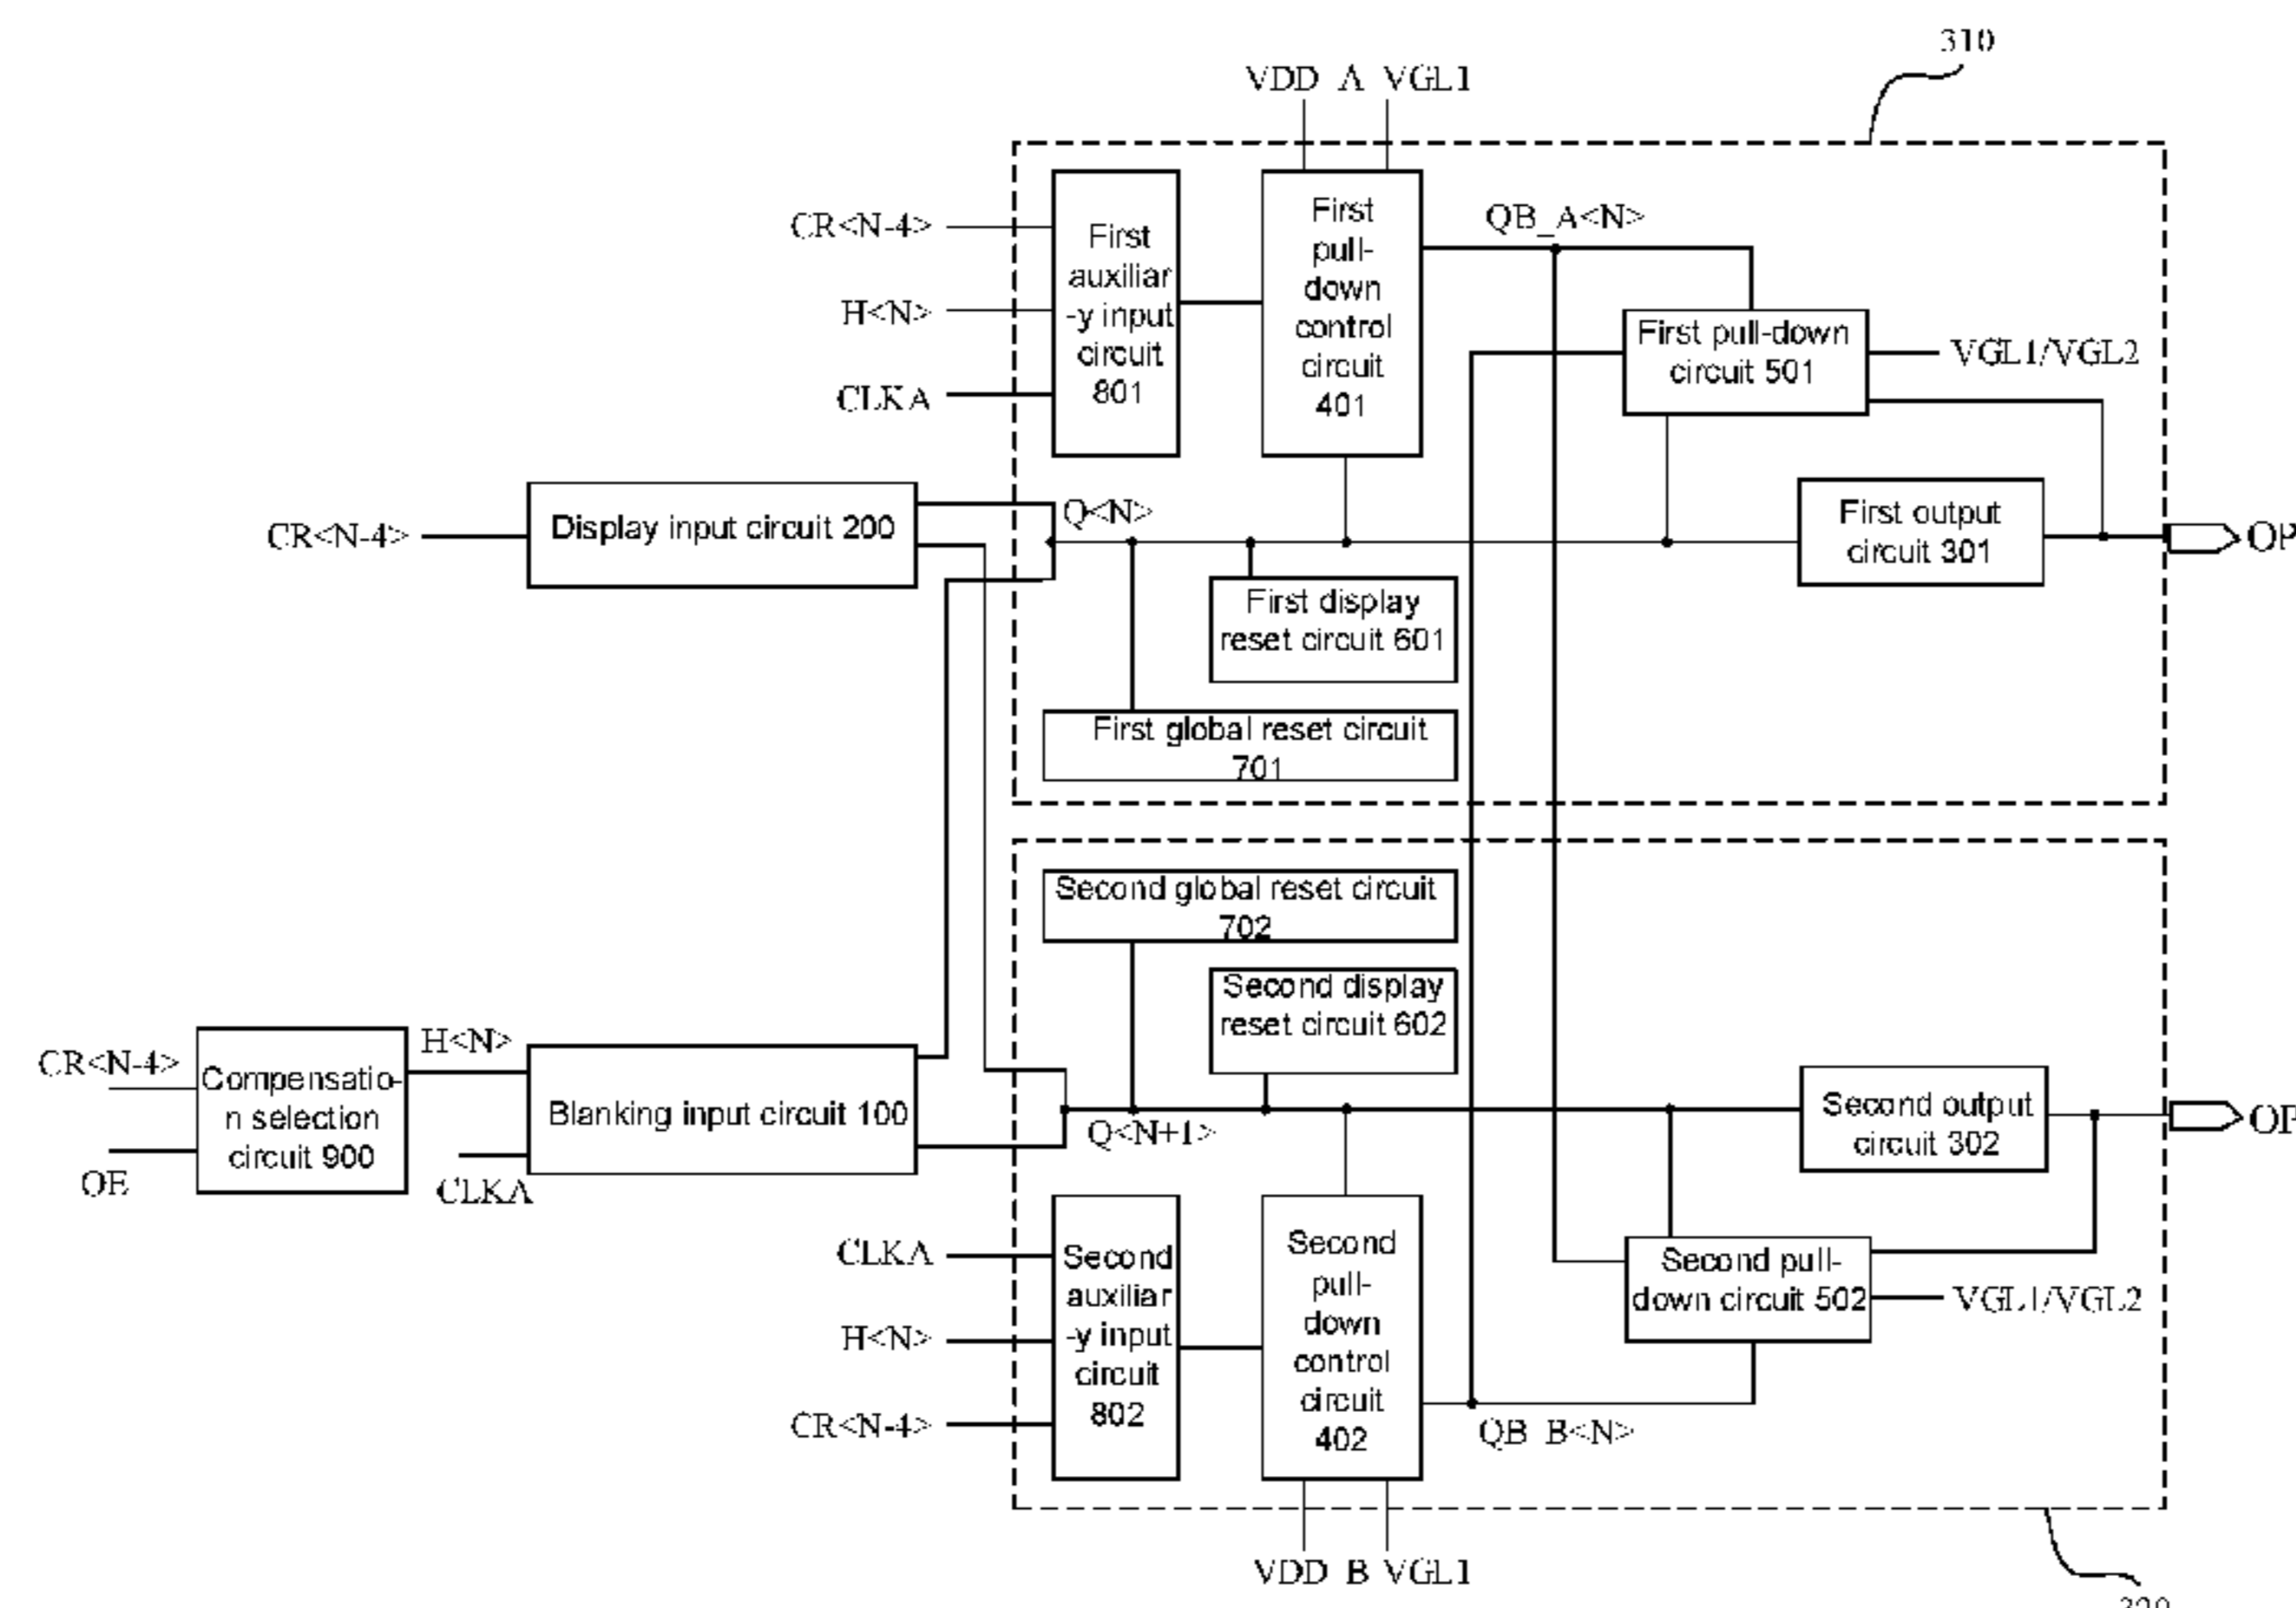 310
VDD_A VGL1
CR<N-4>
H<N>
CLKA
First
auxiliar
-y input
circuit
801
First
pull-
down
control
circuit
401
QB_A<N>
First pull-down
circuit 501
VGL1/VGL2
CR<N-4>
Display input circuit 200
Q<N>
First output
circuit 301
OP
First display
reset circuit 601
First global reset circuit
701
Second global reset circuit
702
Second display
reset circuit 602
CR<N-4>
OE
Compensatio-
n selection
circuit 900
H<N>
CLKA
Blanking input circuit 100
Q<N+1>
Second output
circuit 302
OP
CLKA
H<N>
CR<N-4>
Second
auxiliar
-y input
circuit
802
Second
pull-
down
control
circuit
402
Second pull-
down circuit 502
VGL1/VGL2
QB_B<N>
VDD_B VGL1